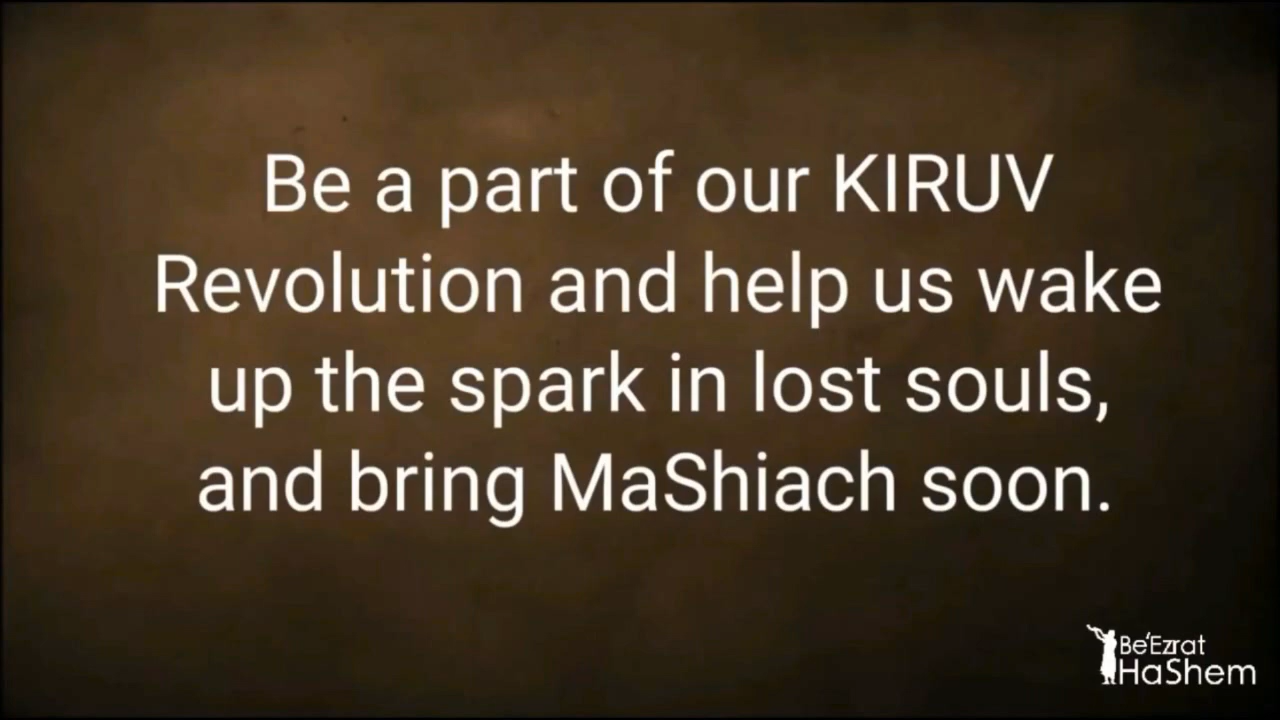 Be a part of our KIRUV
Revolution and help us wake
up the spark in lost souls,
and bring MaShiach soon.
Be'Ezrat
HaShem